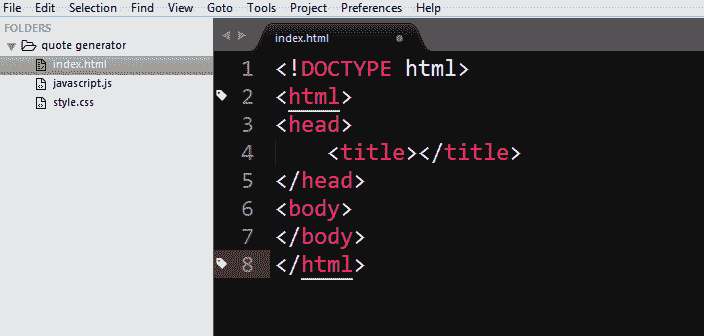 File Edit Selection Find View Goto Tools Project Preferences Help
FOLDERS
quote generator
index.html
javascript.js
style.css
index.html
1 <!DOCTYPE html>
2 <html>
3 <head>
4 <title></title>
5 </head>
6 <body>
7 </body>
8 </html>